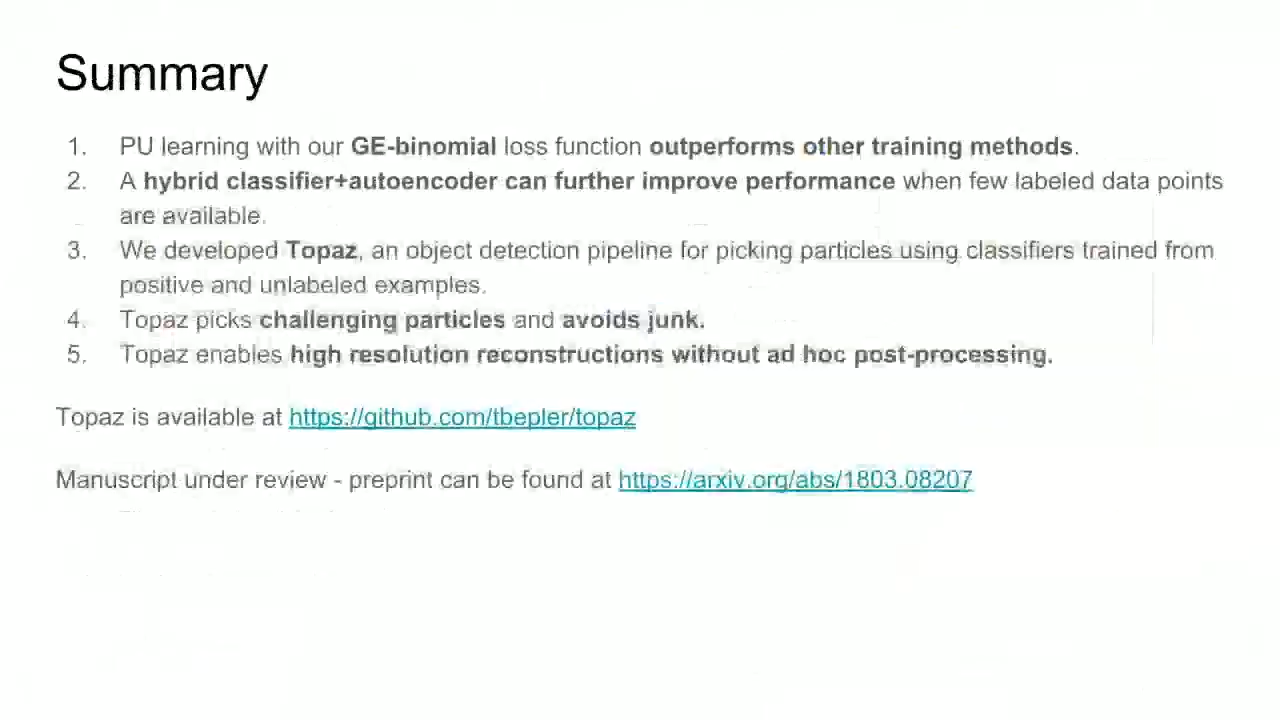 Summary
1. PU learning with our GE-binomial loss function outperforms other training methods.
2. A hybrid classifier+autoencoder can further improve performance when few labeled data points
are available.
3. We developed Topaz, an object detection pipeline for picking particles using classifiers trained from
positive and unlabeled examples.
4. Topaz picks challenging particles and avoids junk.
5. Topaz enables high resolution reconstructions without ad hoc post-processing.
Topaz is available at https://github.com/tbepler/topaz
Manuscript under review - preprint can be found at https://arxiv.org/abs/1803.08207